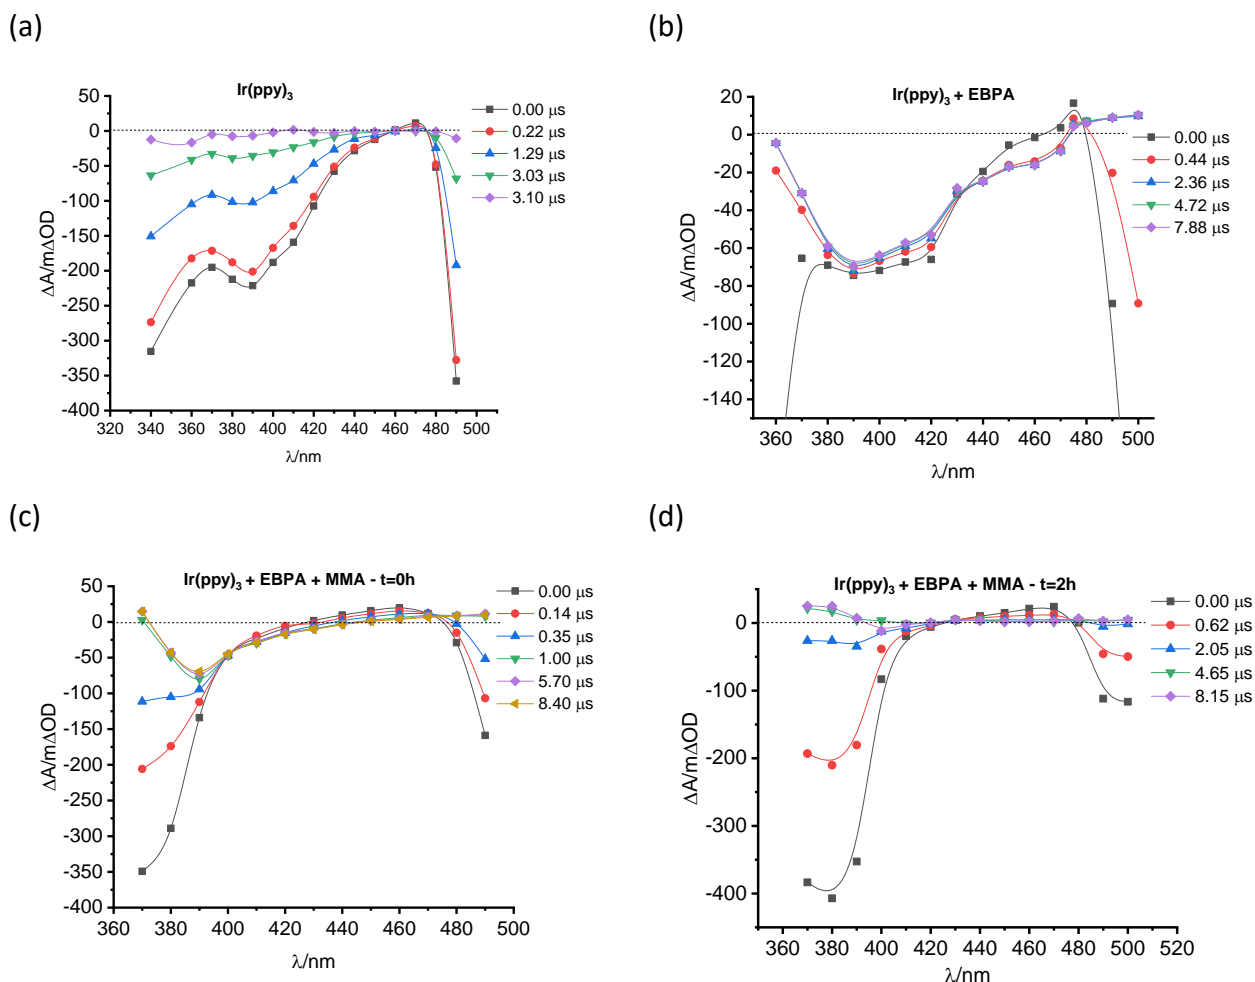 (a)
Ir(ppy)3
0.00 μs
0.22 μs
1.29 μs
3.03 μs
3.10 μs
50
0
-50
-100
-150
-200
-250
-300
-350
-400
ΔA/mΔOD
320
340
360
380
400
420
440
460
480
500
λ/nm
(b)
Ir(ppy)3 + EBPA
0.00 μs
0.44 μs
2.36 μs
4.72 μs
7.88 μs
20
0
-20
-40
-60
-80
-100
-120
-140
ΔA/mΔOD
360
380
400
420
440
460
480
500
λ/nm
(c)
Ir(ppy)3 + EBPA + MMA - t=0h
0.00 μs
0.14 μs
0.35 μs
1.00 μs
5.70 μs
8.40 μs
50
0
-50
-100
-150
-200
-250
-300
-350
-400
ΔA/mΔOD
360
380
400
420
440
460
480
500
λ/nm
(d)
Ir(ppy)3 + EBPA + MMA - t=2h
0.00 μs
0.62 μs
2.05 μs
4.65 μs
8.15 μs
0
-100
-200
-300
-400
ΔA/mΔOD
360
380
400
420
440
460
480
500
520
λ/nm